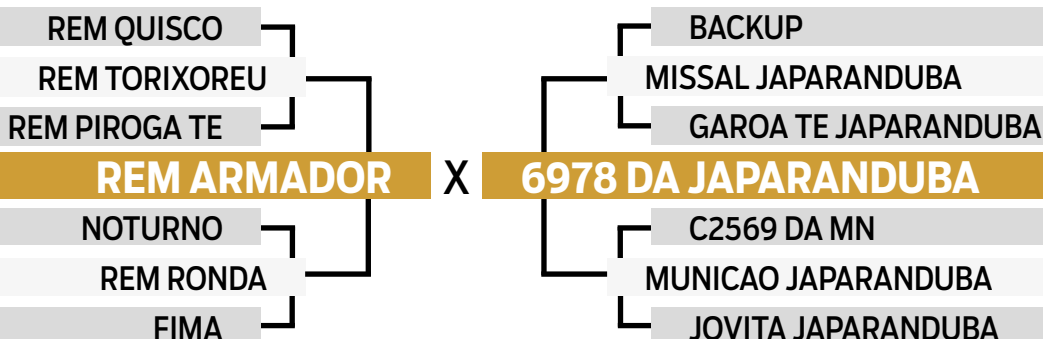 REM QUISCO
REM TORIXOREU
REM PIROGA TE
REM ARMADOR
NOTURNO
REM RONDA
FIMA
X
BACKUP
MISSAL JAPARANDUBA
GAROA TE JAPARANDUBA
6978 DA JAPARANDUBA
C2569 DA MN
MUNICAO JAPARANDUBA
JOVITA JAPARANDUBA